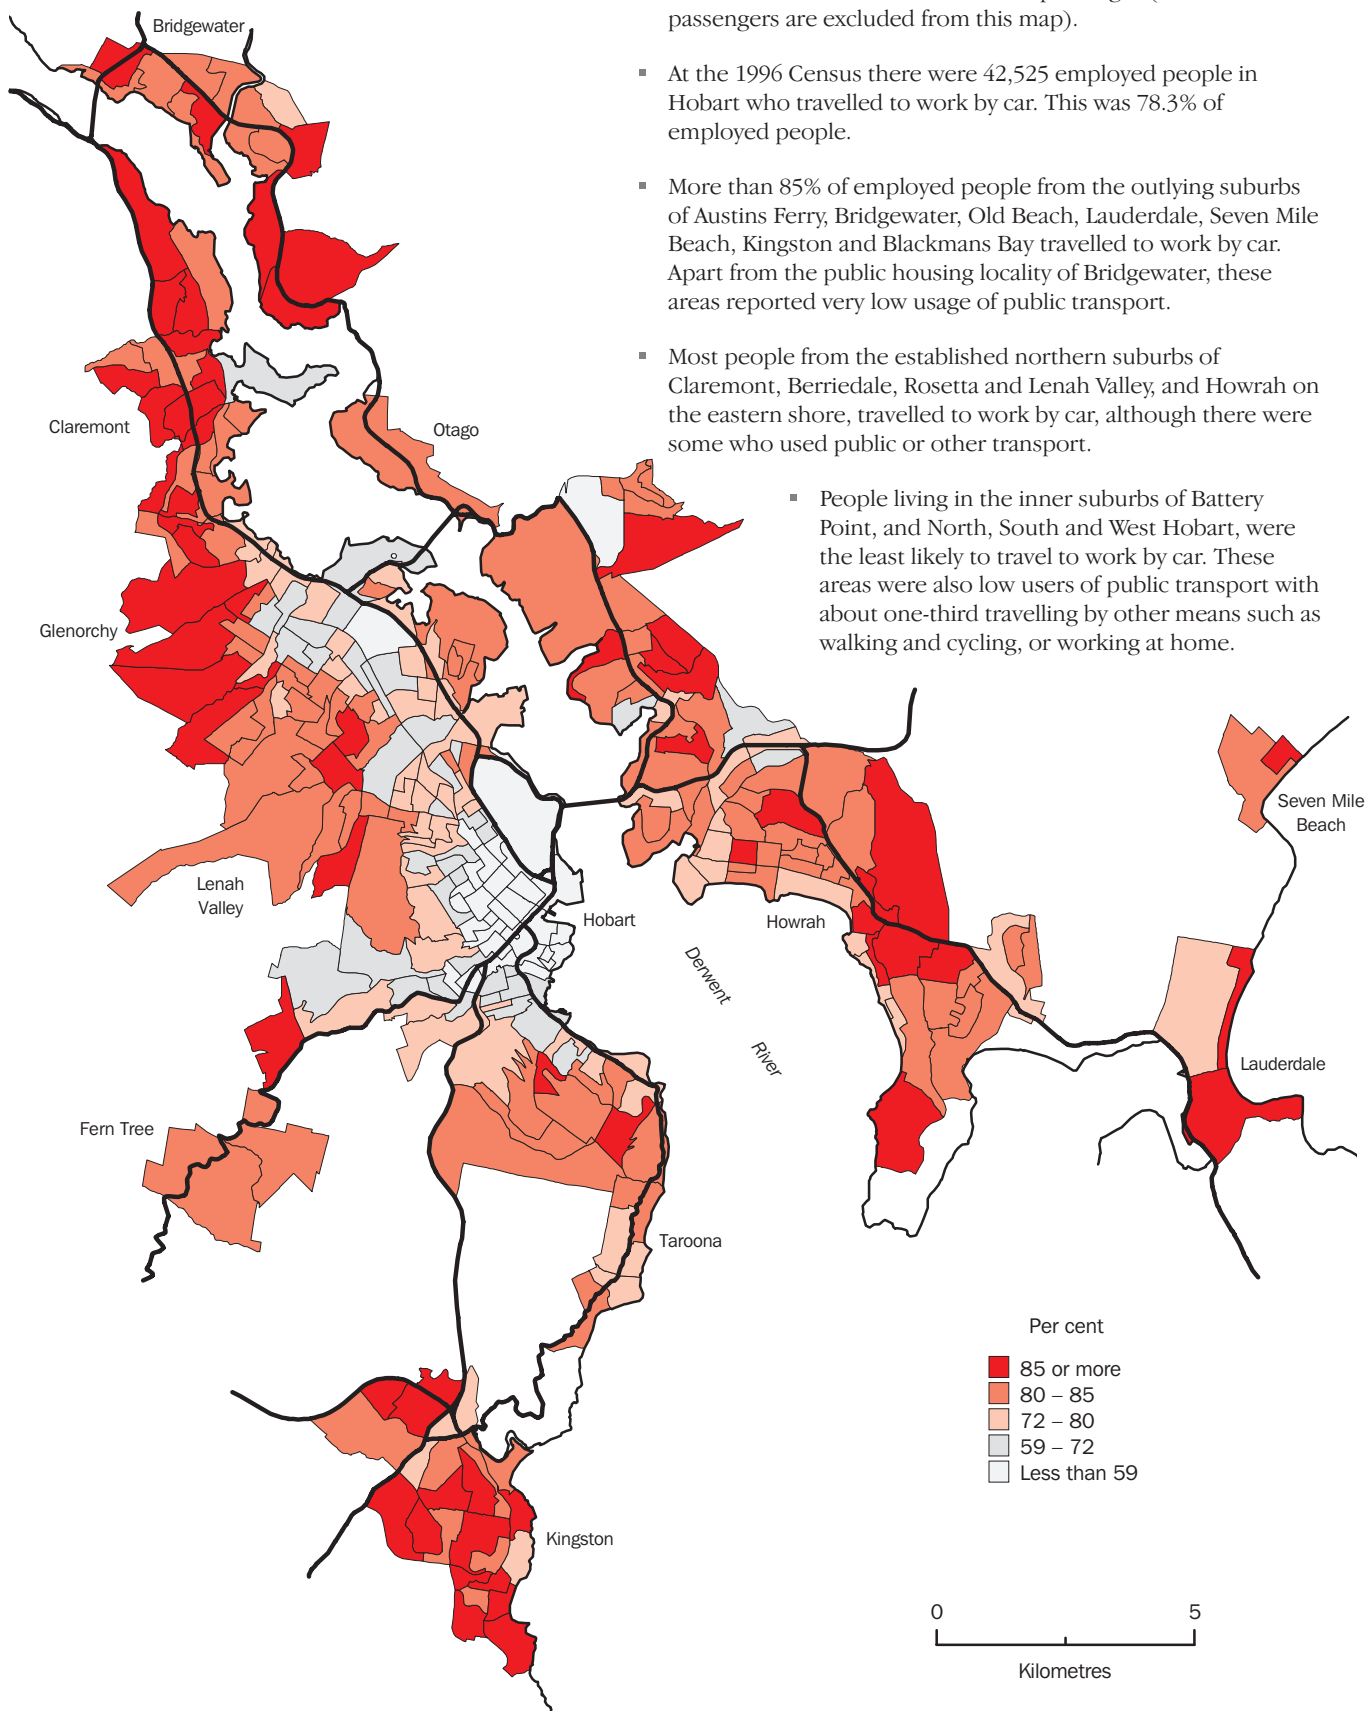 passengers are excluded from this map).
▪ At the 1996 Census there were 42,525 employed people in
Hobart who travelled to work by car. This was 78.3% of
employed people.
▪ More than 85% of employed people from the outlying suburbs
of Austins Ferry, Bridgewater, Old Beach, Lauderdale, Seven Mile
Beach, Kingston and Blackmans Bay travelled to work by car.
Apart from the public housing locality of Bridgewater, these
areas reported very low usage of public transport.
▪ Most people from the established northern suburbs of
Claremont, Berriedale, Rosetta and Lenah Valley, and Howrah on
the eastern shore, travelled to work by car, although there were
some who used public or other transport.
▪ People living in the inner suburbs of Battery
Point, and North, South and West Hobart, were
the least likely to travel to work by car. These
areas were also low users of public transport with
about one-third travelling by other means such as
walking and cycling, or working at home.
Bridgewater
Claremont
Otago
Glenorchy
Seven Mile
Beach
Lenah
Valley
Hobart
Howrah
Derwent
River
Lauderdale
Fern Tree
Taroona
Kingston
Per cent
85 or more
80 – 85
72 – 80
59 – 72
Less than 59
0 5
Kilometres